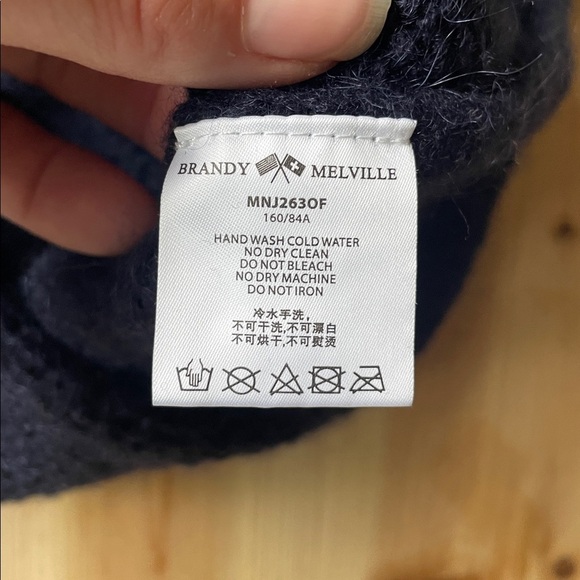 BRANDY MELVILLE
MNJ263OF
160/84A
HAND WASH COLD WATER
NO DRY CLEAN
DO NOT BLEACH
NO DRY MACHINE
DO NOT IRON
冷水手洗，
不可干洗,不可漂白
不可烘干,不可熨烫